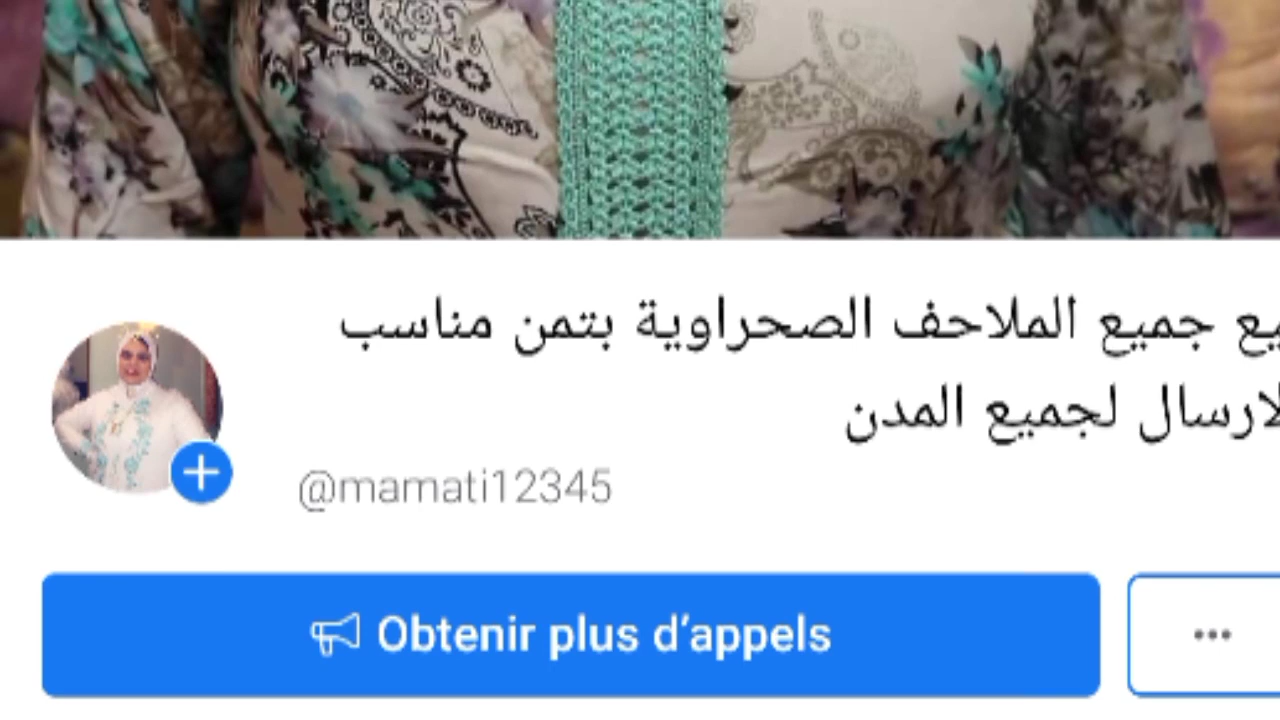 جميع الملاحف الصحراوية بتمن مناسب
لجميع المدن
@mamati12345
Obtenir plus d’appels